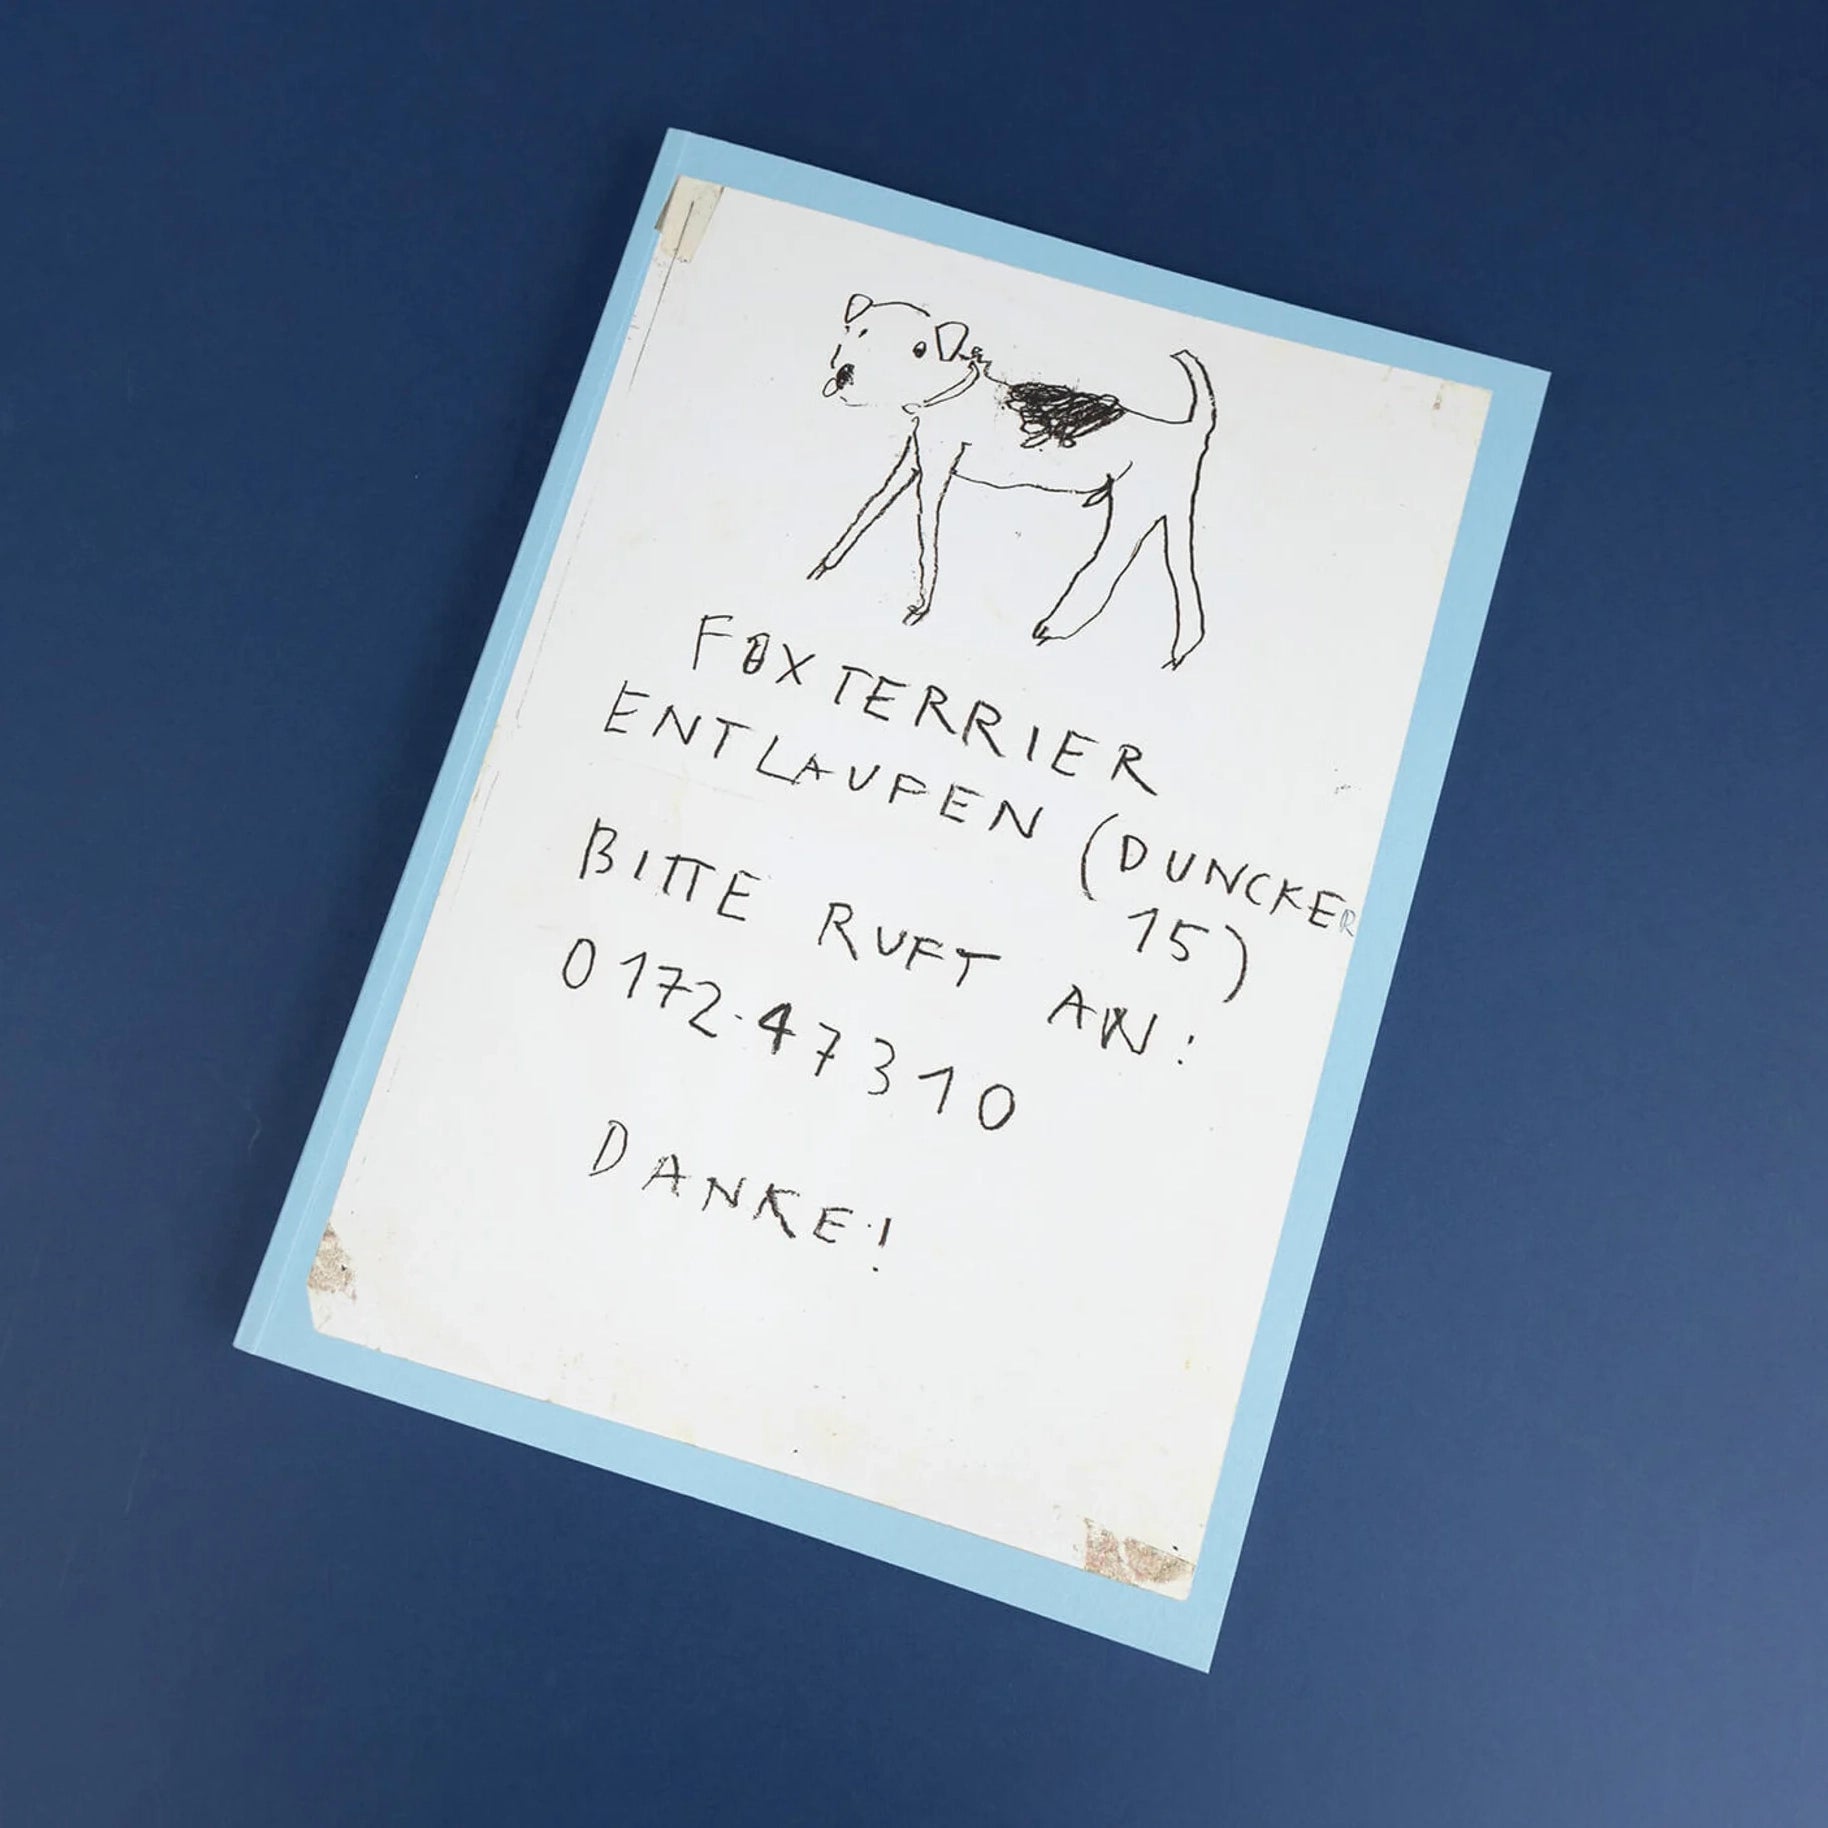 FOXTERRIER
ENTLAUFEN (DUNCKER
15)
BITTE RUFT AN:
0172.47310
DANKE!